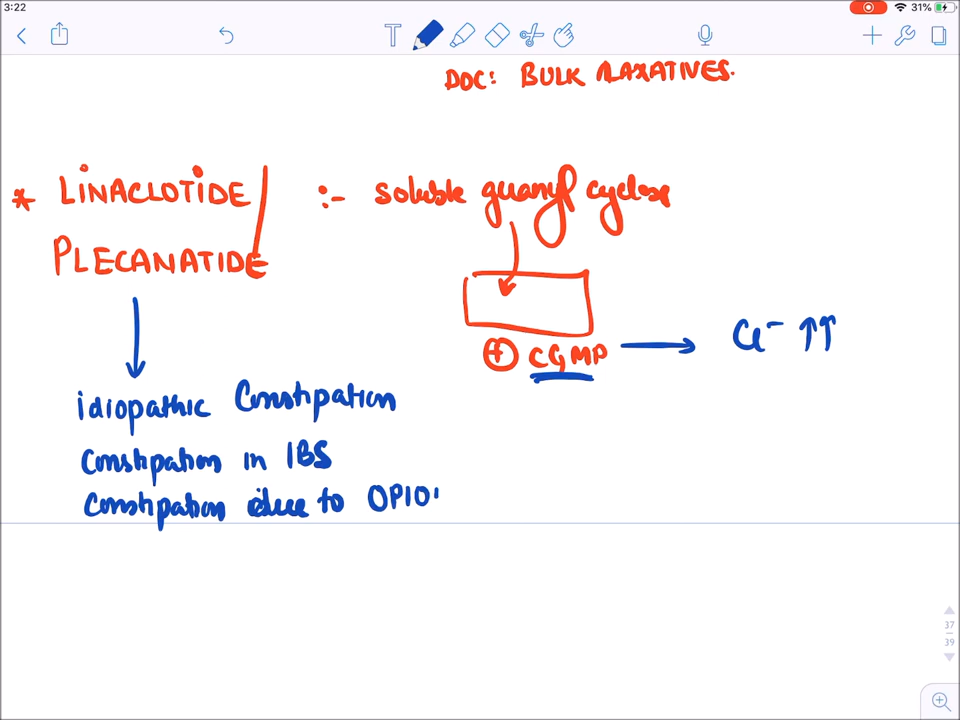 3:22
31%
T
DOC: BULK LAXATIVES.
* LINACLOTIDE :- soluble guanyl cyclase
PLECANATIDE
⊕ CGMP → Cl⁻ ↑↑
idiopathic Constipation
Constipation in IBS
Constipation due to OPIOI
37
39